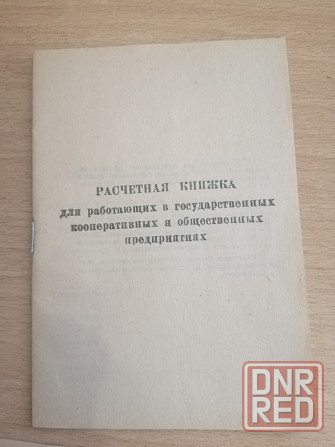 РАСЧЕТНАЯ КНИЖКА
для работающих в государственных
кооперативных и общественных
предприятиях
DNR
RED